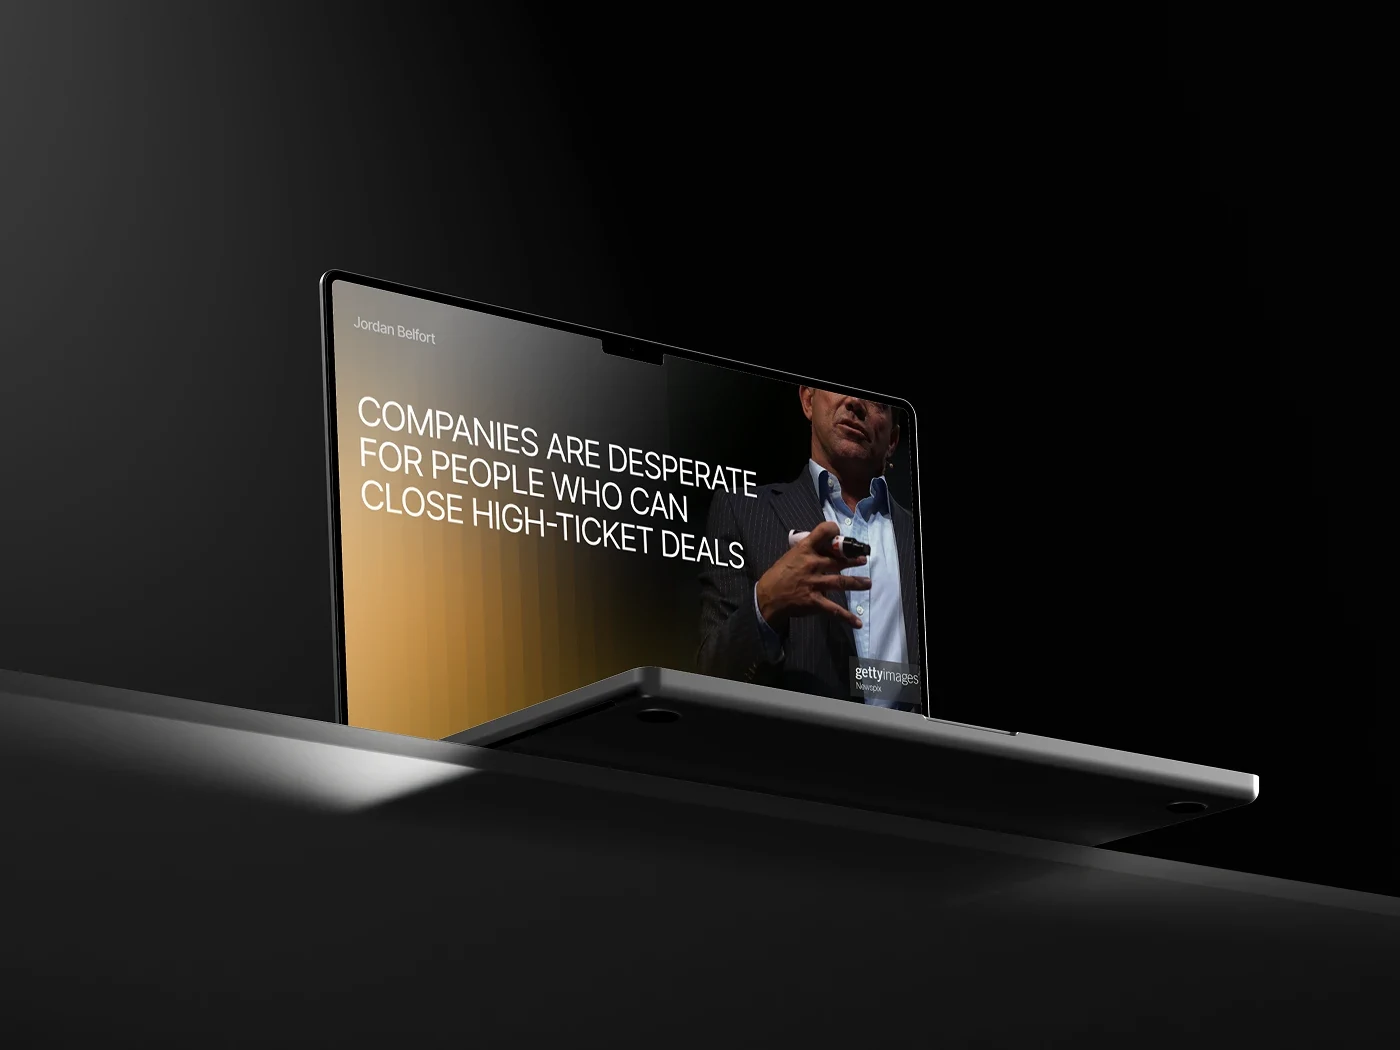 Jordan Belfort
COMPANIES ARE DESPERATE
FOR PEOPLE WHO CAN
CLOSE HIGH-TICKET DEALS
gettyimages
Newspix